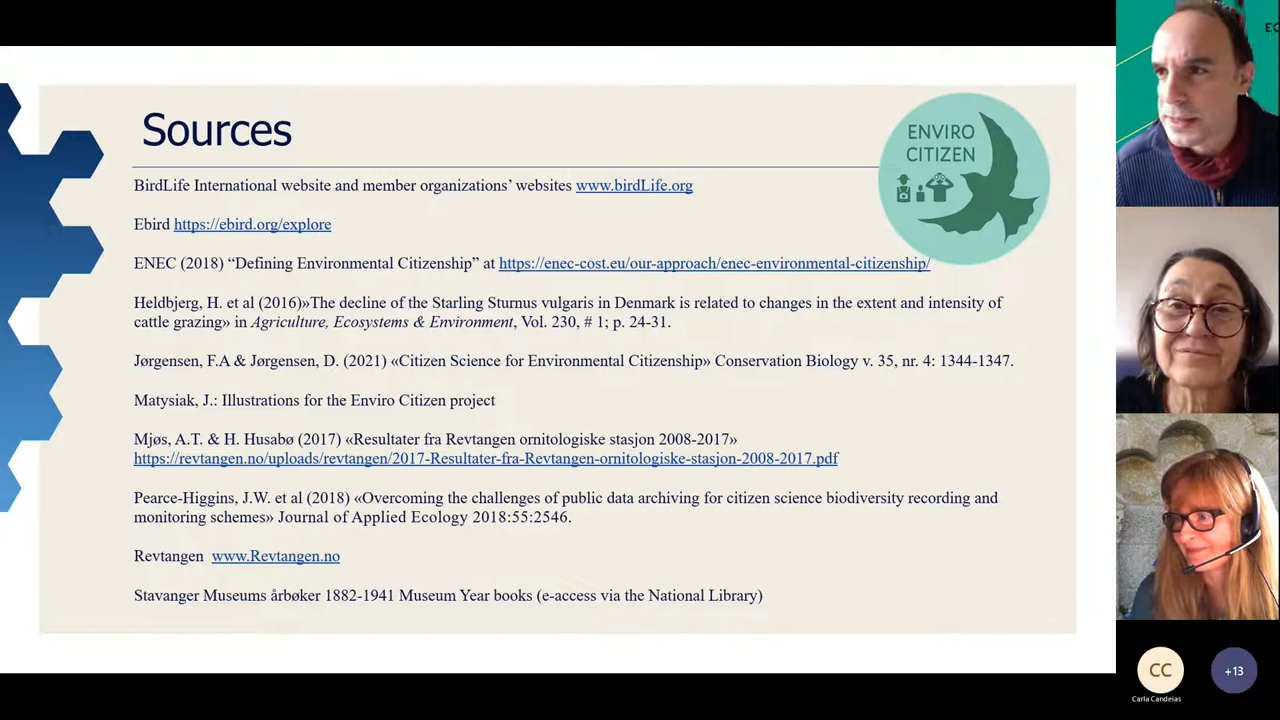 Sources
ENVIRO
CITIZEN
BirdLife International website and member organizations' websites www.birdLife.org
Ebird https://ebird.org/explore
ENEC (2018) “Defining Environmental Citizenship” at https://enec-cost.eu/our-approach/enec-environmental-citizenship/
Heldbjerg, H. et al (2016)»The decline of the Starling Sturnus vulgaris in Denmark is related to changes in the extent and intensity of
cattle grazing» in Agriculture, Ecosystems & Environment, Vol. 230, # 1; p. 24-31.
Jørgensen, F.A & Jørgensen, D. (2021) «Citizen Science for Environmental Citizenship» Conservation Biology v. 35, nr. 4: 1344-1347.
Matysiak, J.: Illustrations for the Enviro Citizen project
Mjøs, A.T. & H. Husabø (2017) «Resultater fra Revtangen ornitologiske stasjon 2008-2017»
https://revtangen.no/uploads/revtangen/2017-Resultater-fra-Revtangen-ornitologiske-stasjon-2008-2017.pdf
Pearce-Higgins, J.W. et al (2018) «Overcoming the challenges of public data archiving for citizen science biodiversity recording and
monitoring schemes» Journal of Applied Ecology 2018:55:2546.
Revtangen www.Revtangen.no
Stavanger Museums årbøker 1882-1941 Museum Year books (e-access via the National Library)
CC
Carla Candeias
+13